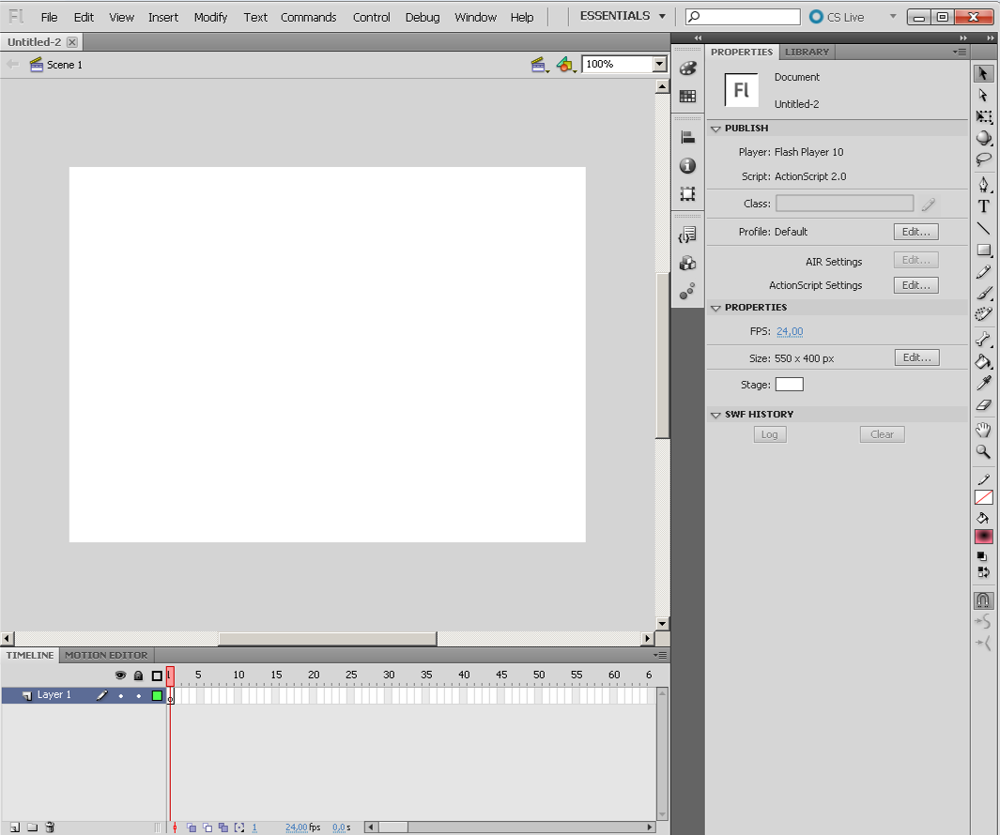 Fl File Edit View Insert Modify Text Commands Control Debug Window Help ESSENTIALS CS Live
Untitled-2
Scene 1 100%
PROPERTIES LIBRARY
Fl Document
Untitled-2
PUBLISH
Player: Flash Player 10
Script: ActionScript 2.0
Class:
Profile: Default Edit...
AIR Settings Edit...
ActionScript Settings Edit...
PROPERTIES
FPS: 24,00
Size: 550 x 400 px Edit...
Stage:
SWF HISTORY
Log Clear
TIMELINE MOTION EDITOR
1 5 10 15 20 25 30 35 40 45 50 55 60 6
Layer 1
1 24,00 fps 0,0 s